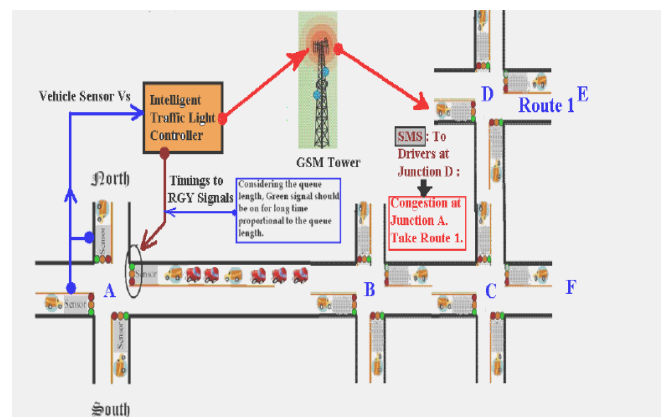 Vehicle Sensor Vs
Intelligent
Traffic Light
Controller
GSM Tower
D
Route 1
E
SMS : To
Drivers at
Junction D :
Congestion at
Junction A.
Take Route 1.
North
Timings to
RGY Signals
Considering the queue
length, Green signal should
be on for long time
proportional to the queue
length.
Sensor
Sensor
Sensor
A
B
C
F
Sensor
South